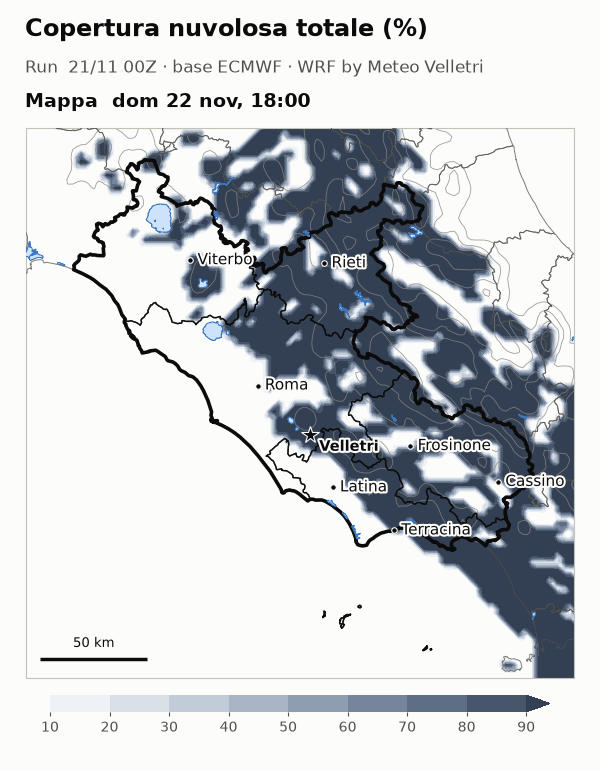 Copertura nuvolosa totale (%)
Run 21/11 00Z · base ECMWF · WRF by Meteo Velletri
Mappa dom 22 nov, 18:00
Viterbo
Rieti
Roma
Velletri
Frosinone
Cassino
Latina
Terracina
50 km
10 20 30 40 50 60 70 80 90